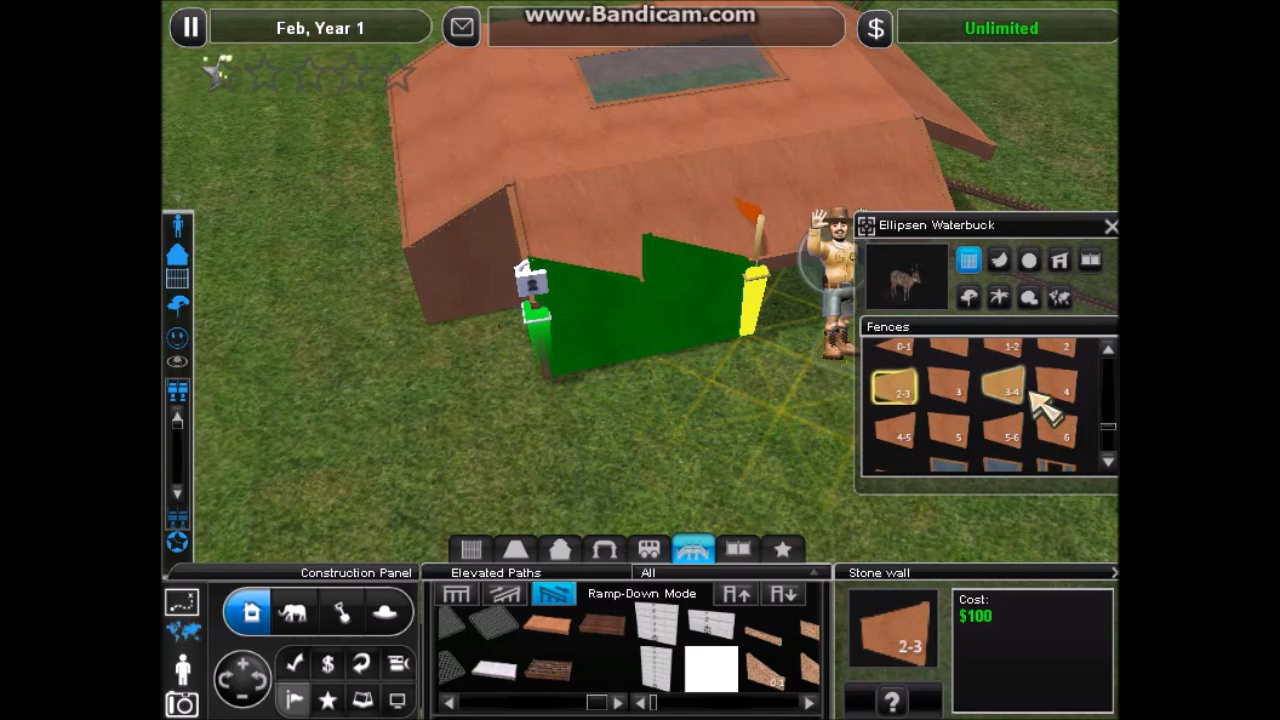 www.Bandicam.com
Feb, Year 1
$
Unlimited
Ellipsen Waterbuck
Fences
0-1 1-2 2
2-3 3 3-4 4
4-5 5 5-6 6
Construction Panel
Elevated Paths
All
Stone wall
Ramp-Down Mode
Cost:
$100
2-3
0-1
$
?